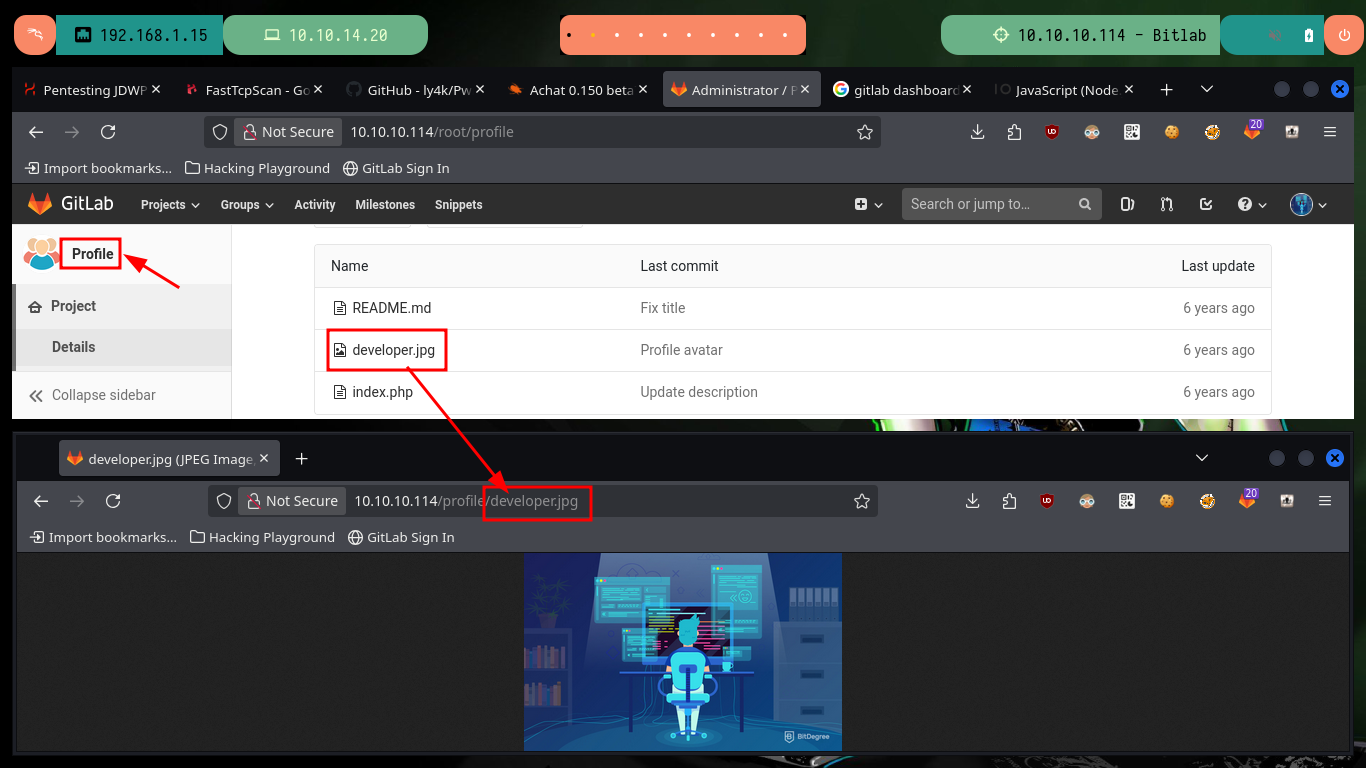 192.168.1.15
10.10.14.20
10.10.10.114 - Bitlab
Pentesting JDWP
FastTcpScan - Go
GitHub - ly4k/Pw
Achat 0.150 beta
Administrator / P
gitlab dashboard
JavaScript (Node
20
Not Secure
10.10.10.114/root/profile
Import bookmarks...
Hacking Playground
GitLab Sign In
GitLab
Projects
Groups
Activity
Milestones
Snippets
Search or jump to…
Profile
Project
Details
Collapse sidebar
Name Last commit Last update
README.md Fix title 6 years ago
developer.jpg Profile avatar 6 years ago
index.php Update description 6 years ago
developer.jpg (JPEG Image,
20
Not Secure
10.10.10.114/profile/developer.jpg
Import bookmarks...
Hacking Playground
GitLab Sign In
BitDegree